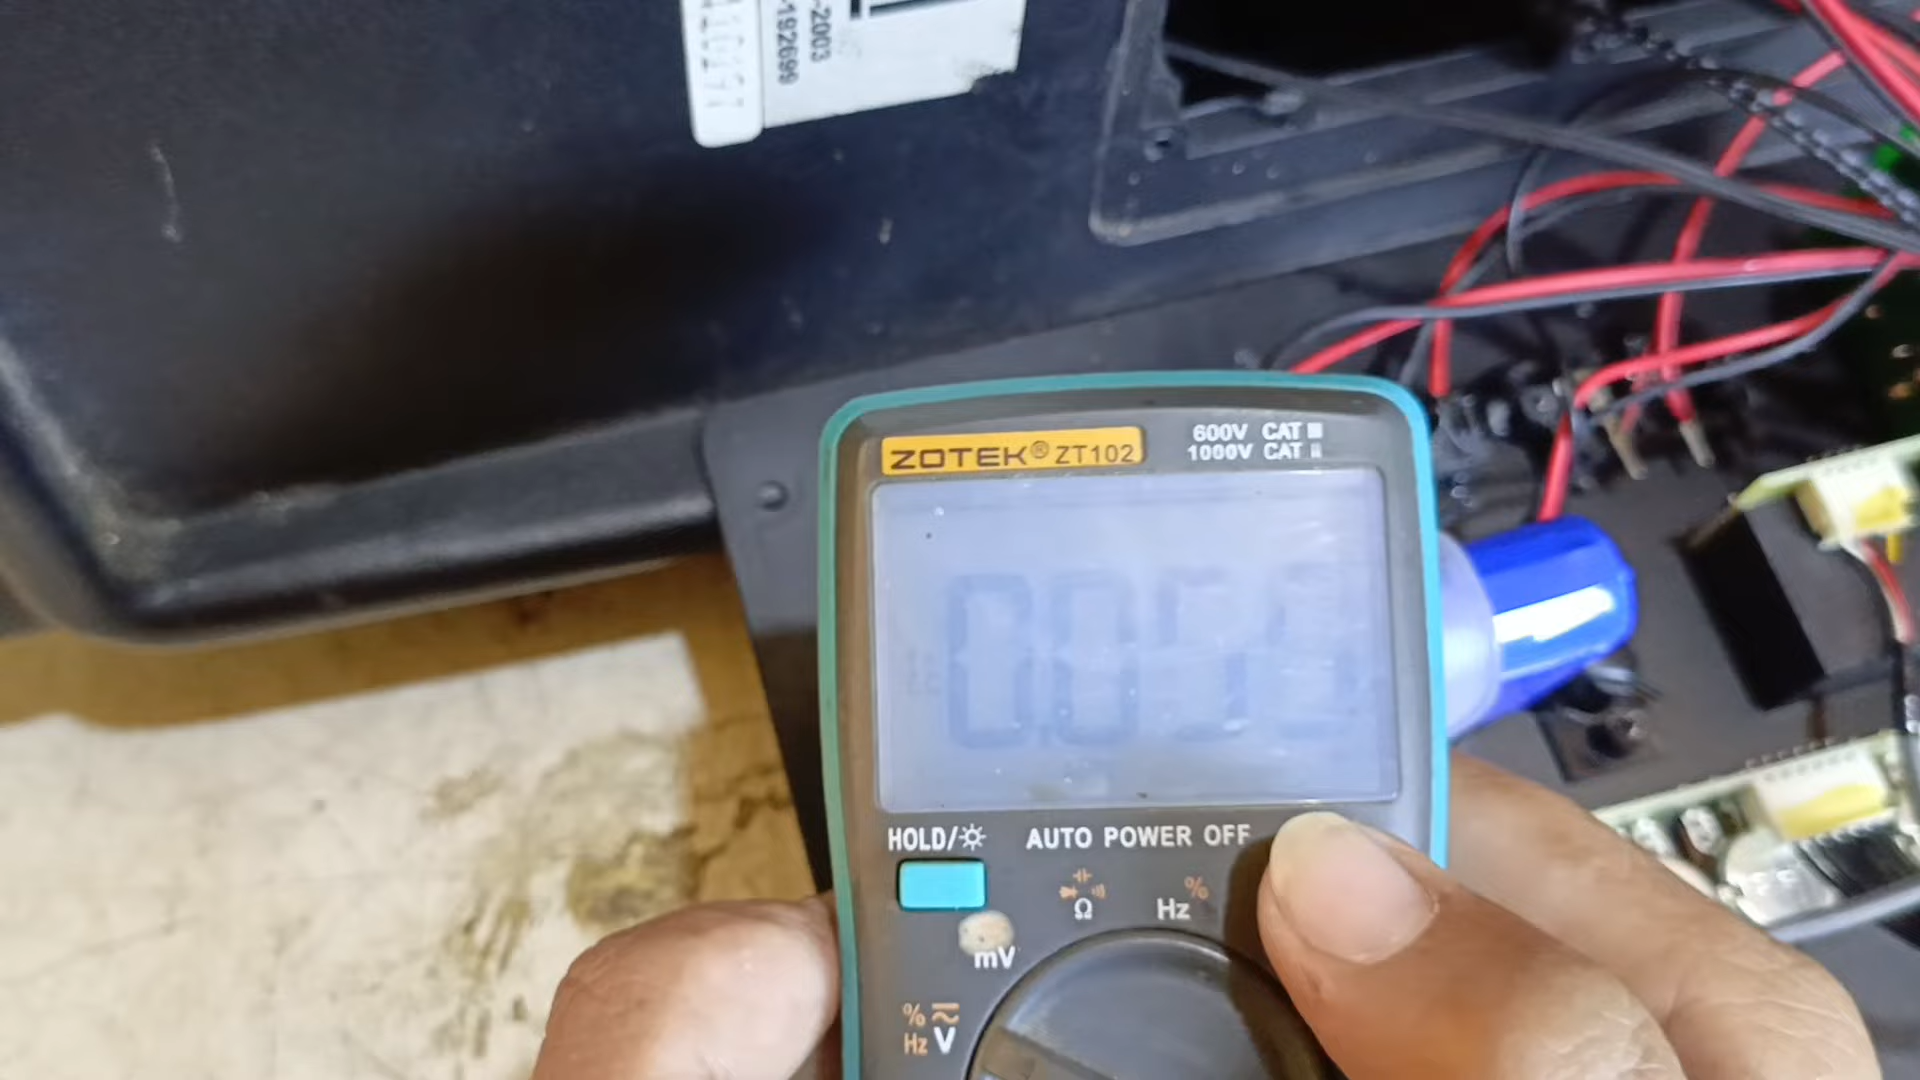 -2003
-192699
ZOTEK® ZT102
600V CAT III
1000V CAT II
HOLD/
AUTO POWER OFF
Ω
Hz %
mV
%
Hz V